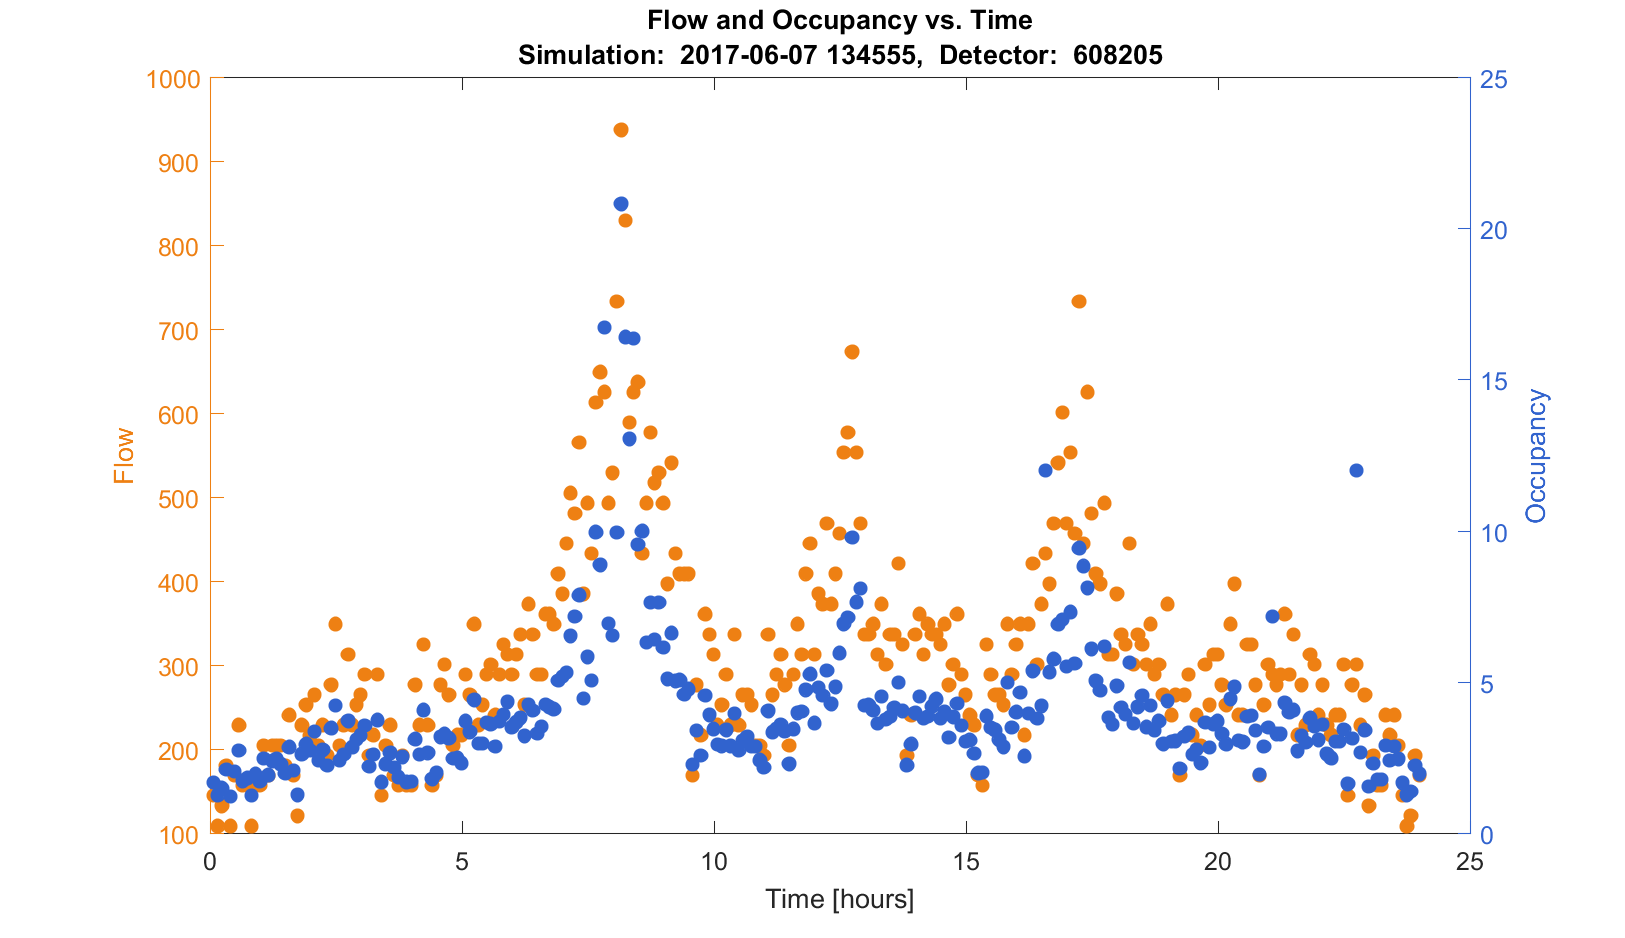 Flow and Occupancy vs. Time
Simulation:  2017-06-07 134555,  Detector:  608205
1000
900
800
700
600
500
400
300
200
100
Flow
25
20
15
10
5
0
Occupancy
0 5 10 15 20 25
Time [hours]